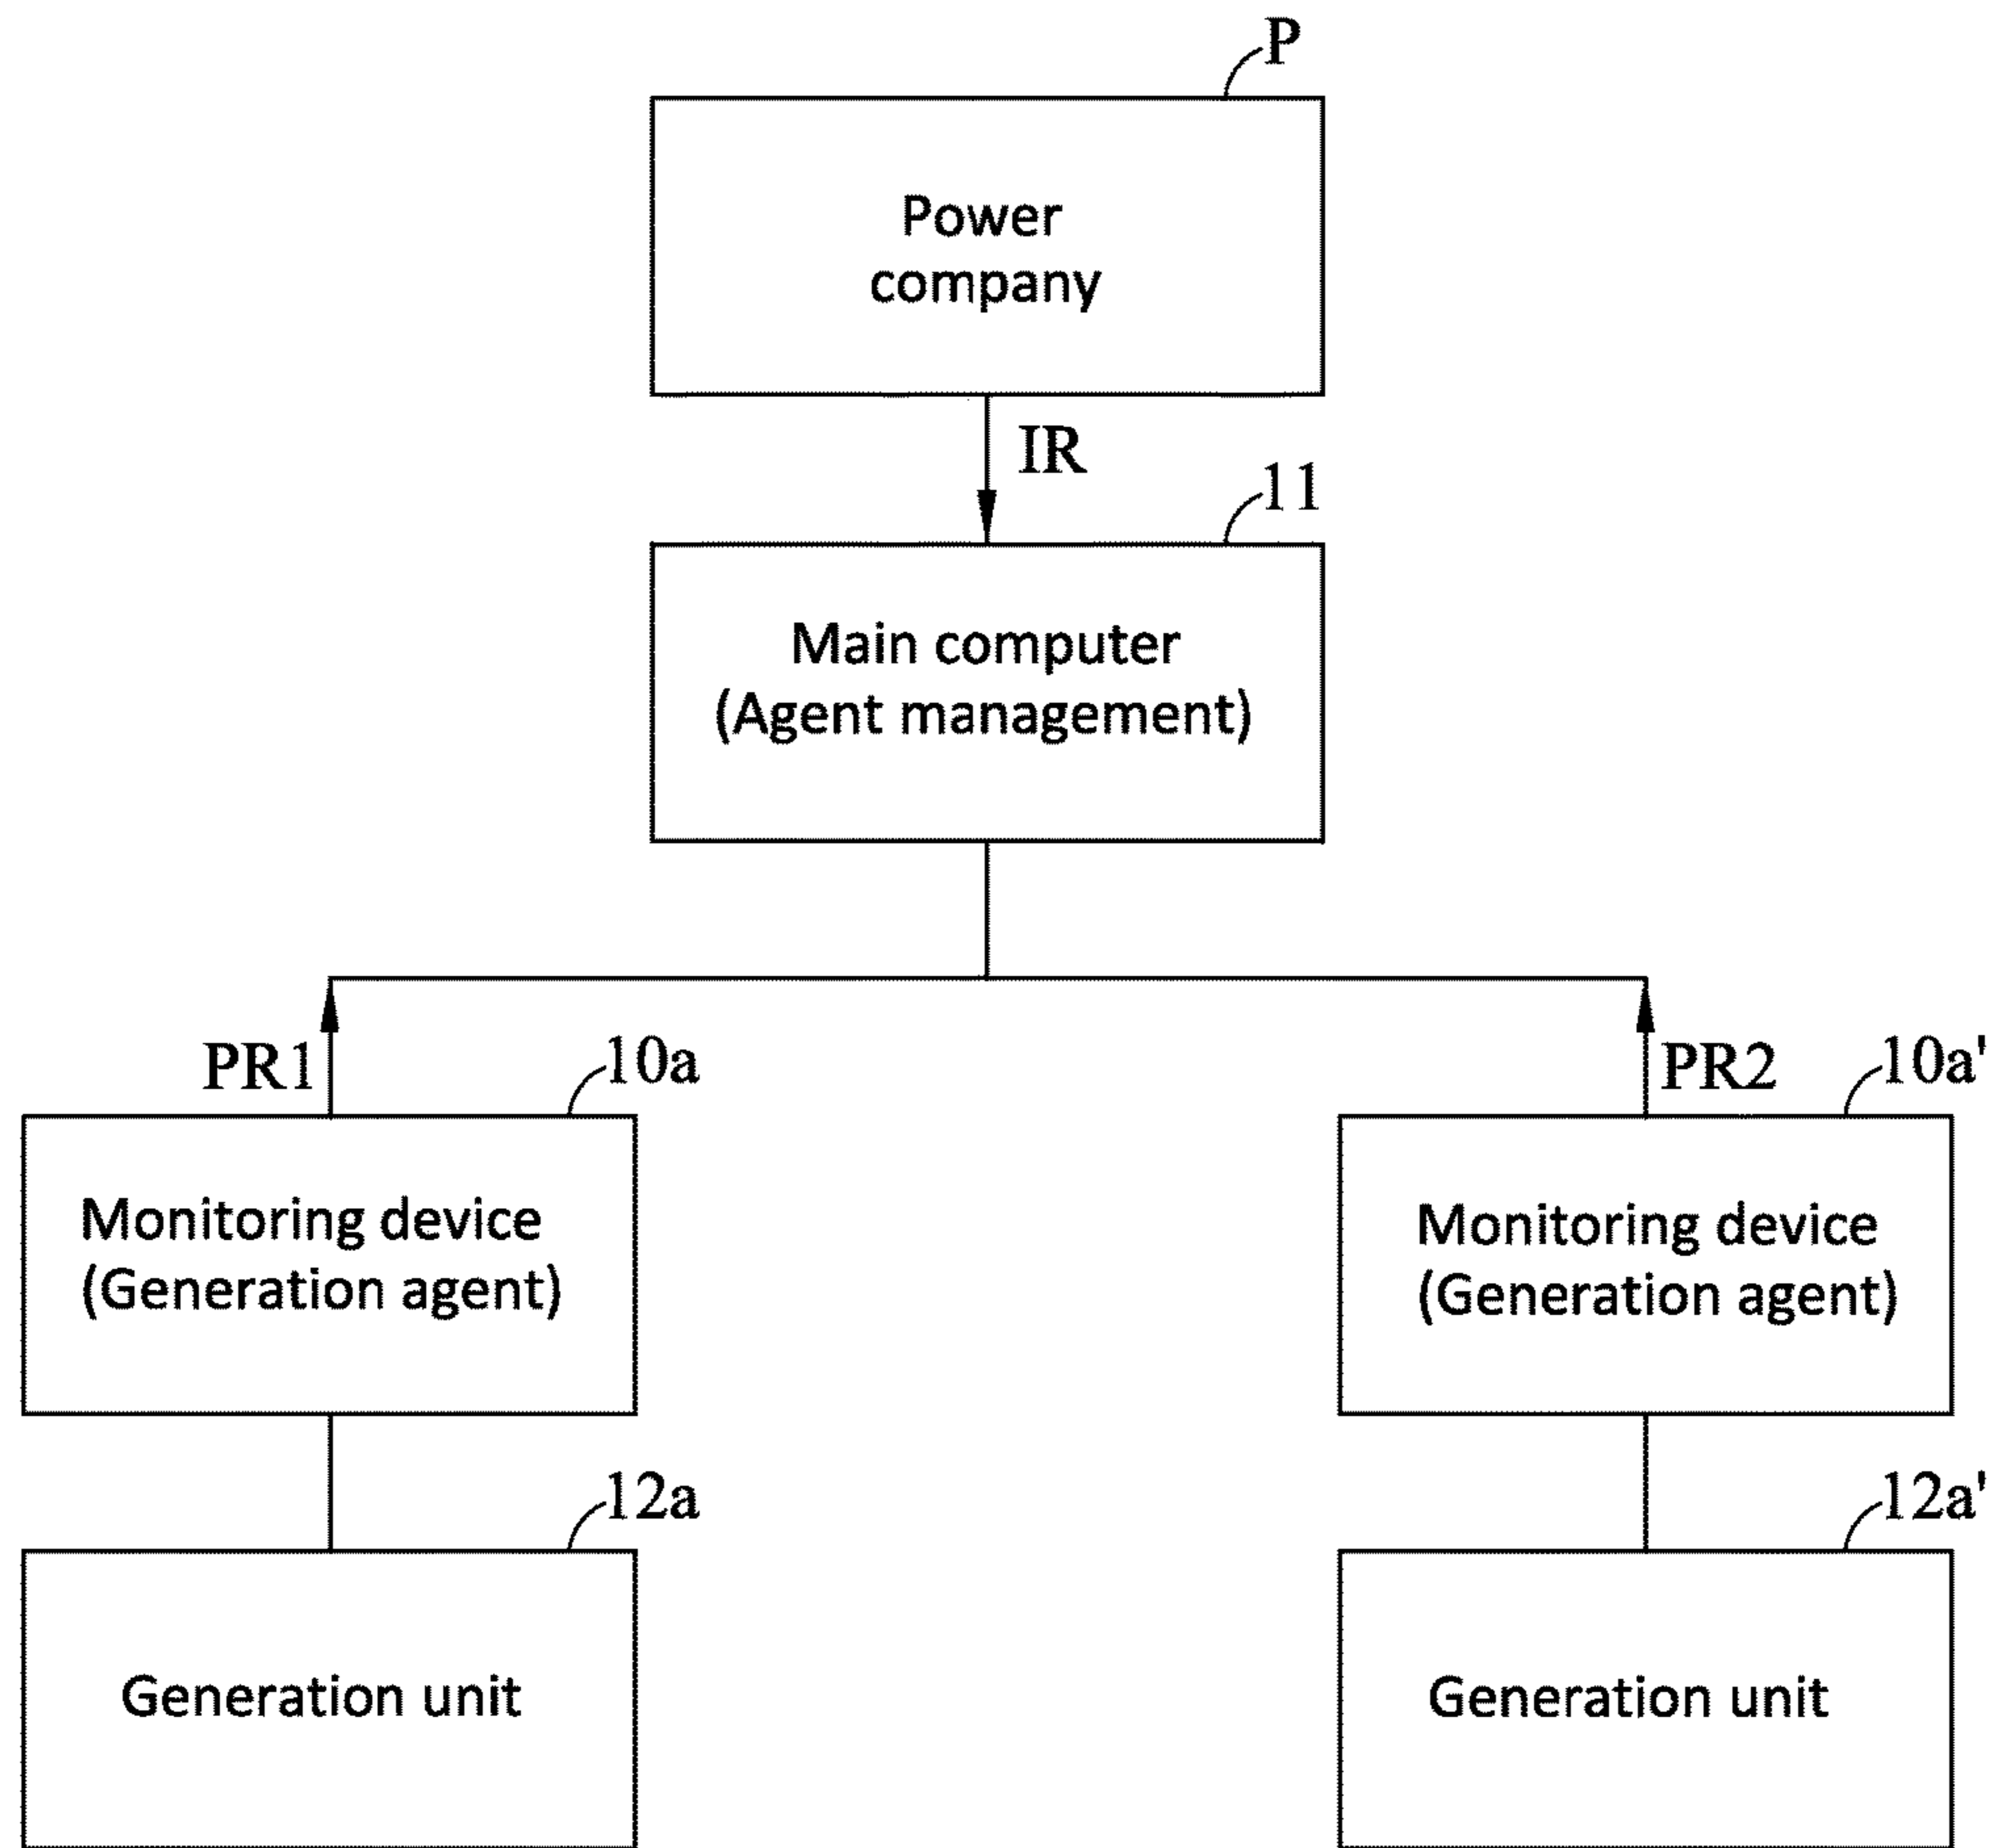 P
Power
company
IR
11
Main computer
(Agent management)
PR1
10a
PR2
10a'
Monitoring device
(Generation agent)
Monitoring device
(Generation agent)
12a
12a'
Generation unit
Generation unit